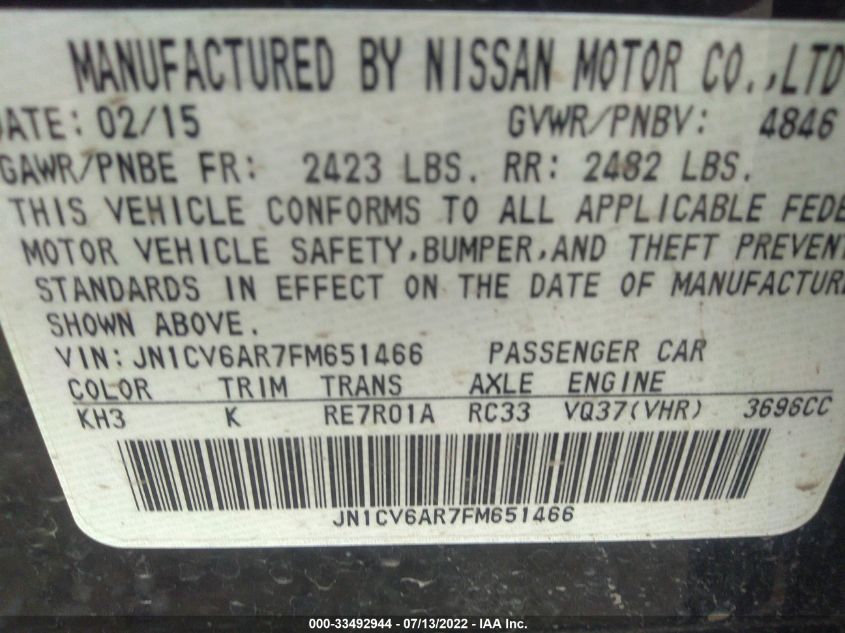 MANUFACTURED BY NISSAN MOTOR CO.,LTD
DATE: 02/15 GVWR/PNBV: 4846
GAWR/PNBE FR: 2423 LBS. RR: 2482 LBS.
THIS VEHICLE CONFORMS TO ALL APPLICABLE FEDE
MOTOR VEHICLE SAFETY,BUMPER,AND THEFT PREVENT
STANDARDS IN EFFECT ON THE DATE OF MANUFACTURE
SHOWN ABOVE.
VIN: JN1CV6AR7FM651466 PASSENGER CAR
COLOR TRIM TRANS AXLE ENGINE
KH3 K RE7R01A RC33 VQ37(VHR) 3696CC
JN1CV6AR7FM651466
000-33492944 - 07/13/2022 - IAA Inc.